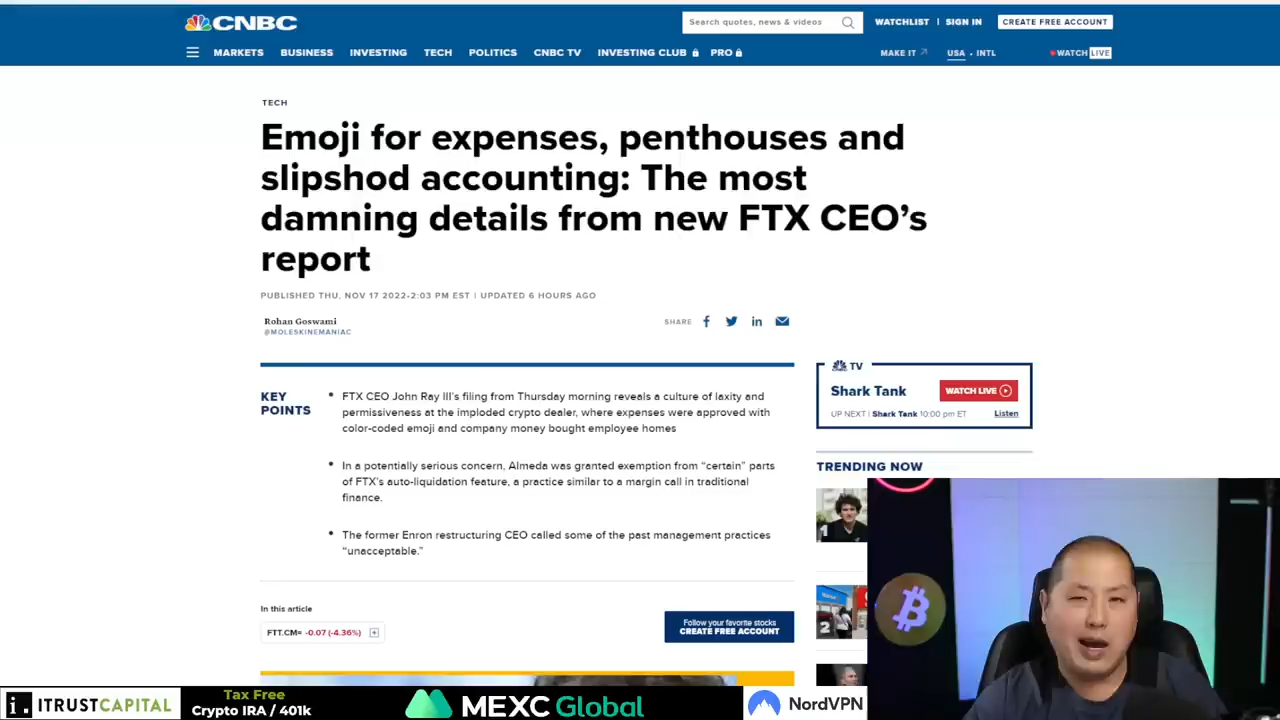 CNBC
Search quotes, news & videos
WATCHLIST | SIGN IN
CREATE FREE ACCOUNT
MARKETS BUSINESS INVESTING TECH POLITICS CNBC TV INVESTING CLUB PRO
MAKE IT USA • INTL WATCH LIVE
TECH
Emoji for expenses, penthouses and
slipshod accounting: The most
damning details from new FTX CEO’s
report
PUBLISHED THU, NOV 17 2022•2:03 PM EST | UPDATED 6 HOURS AGO
Rohan Goswami
@MOLESKINEMANIAC
SHARE
KEY
POINTS
• FTX CEO John Ray III’s filing from Thursday morning reveals a culture of laxity and
permissiveness at the imploded crypto dealer, where expenses were approved with
color-coded emoji and company money bought employee homes
• In a potentially serious concern, Almeda was granted exemption from “certain” parts
of FTX’s auto-liquidation feature, a practice similar to a margin call in traditional
finance.
• The former Enron restructuring CEO called some of the past management practices
“unacceptable.”
In this article
FTT.CM= -0.07 (-4.36%)
Follow your favorite stocks
CREATE FREE ACCOUNT
TV
Shark Tank
WATCH LIVE
UP NEXT | Shark Tank 10:00 pm ET
Listen
TRENDING NOW
1
2
i. ITRUSTCAPITAL
Tax Free
Crypto IRA / 401k
MEXC Global
NordVPN